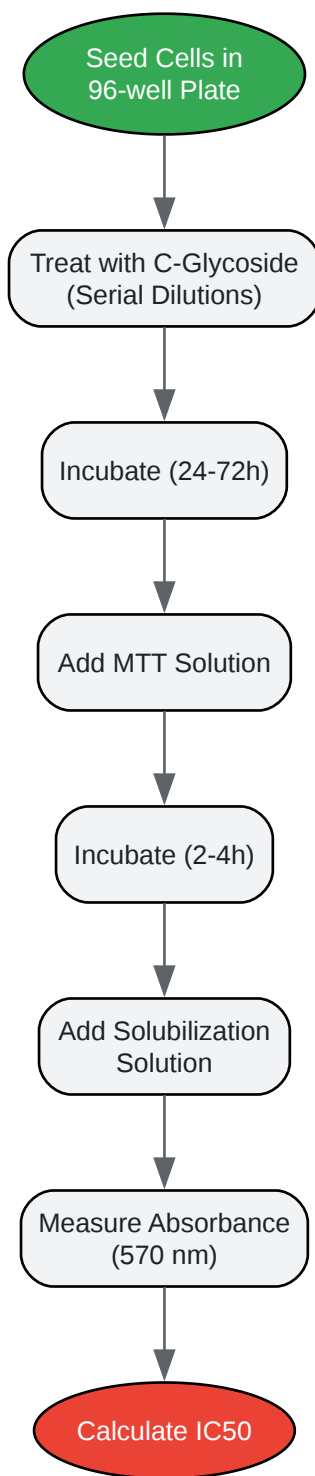 Seed Cells in
96-well Plate
Treat with C-Glycoside
(Serial Dilutions)
Incubate (24-72h)
Add MTT Solution
Incubate (2-4h)
Add Solubilization
Solution
Measure Absorbance
(570 nm)
Calculate IC50